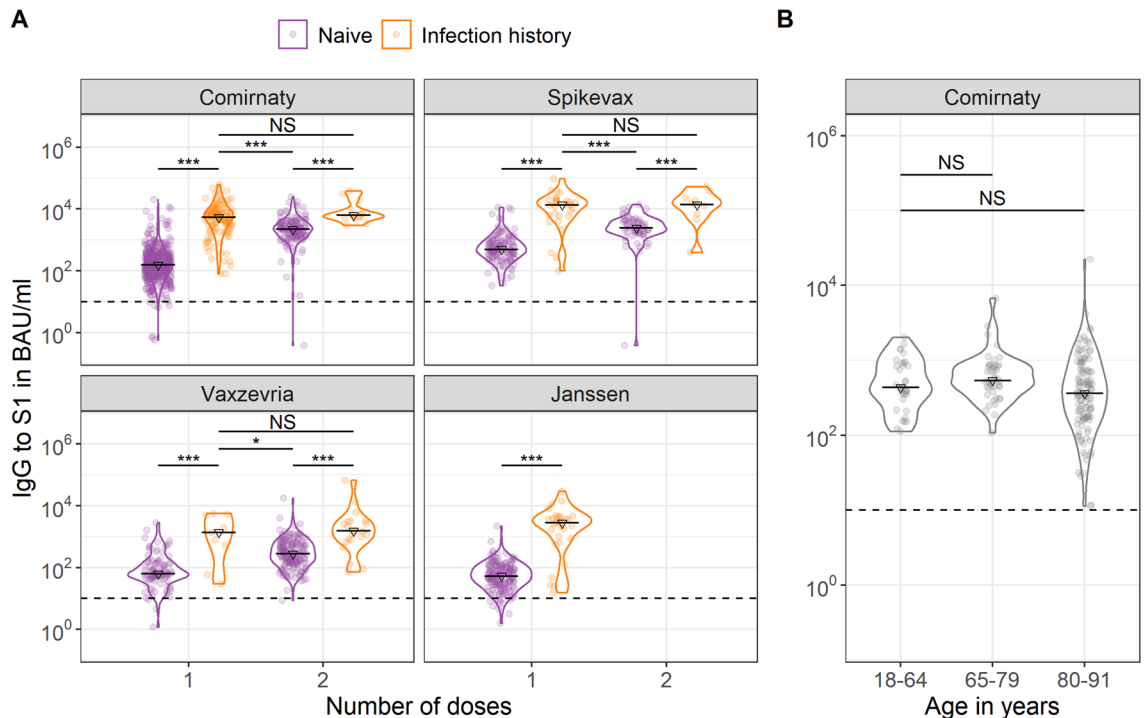 A
B
Naive Infection history
Comirnaty
Spikevax
Comirnaty
NS
***
***
***
NS
***
***
***
NS
NS
10^6
10^4
10^2
10^0
10^6
10^4
10^2
10^0
Vaxzevria
Janssen
NS
*
***
***
***
10^6
10^4
10^2
10^0
IgG to S1 in BAU/ml
1
2
1
2
18-64
65-79
80-91
Number of doses
Age in years